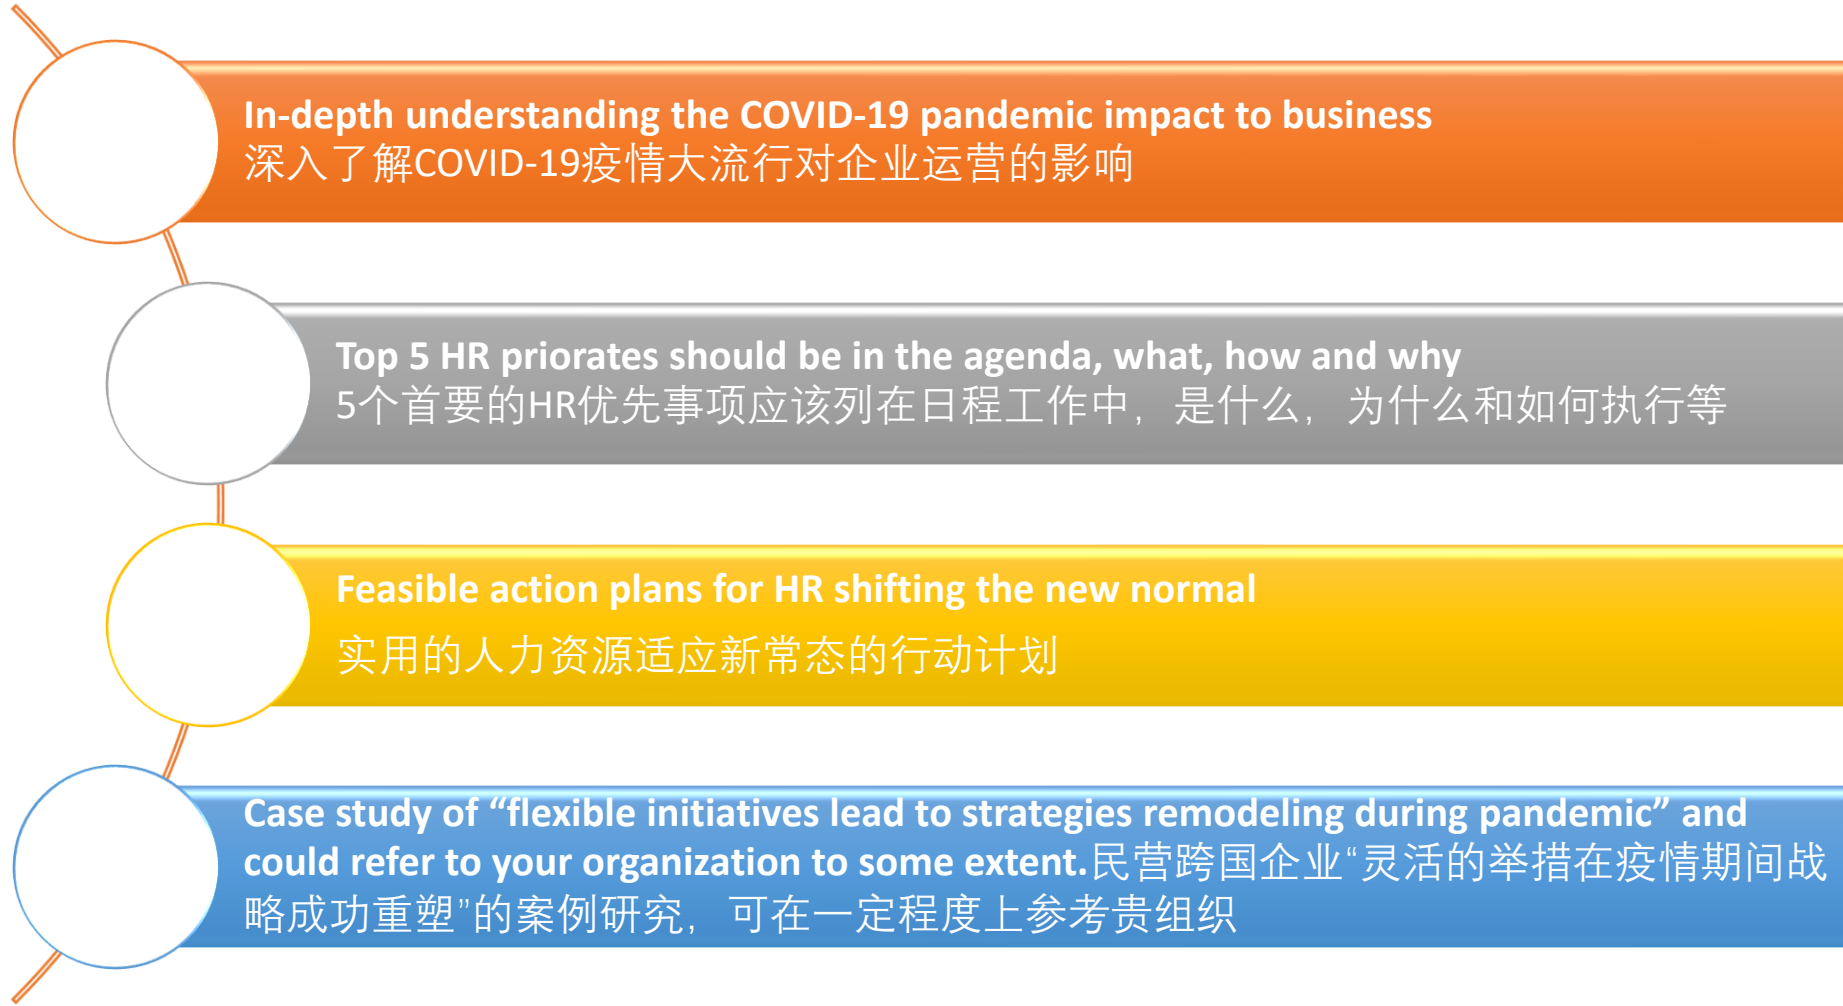 In-depth understanding the COVID-19 pandemic impact to business
深入了解COVID-19疫情大流行对企业运营的影响
Top 5 HR priorates should be in the agenda, what, how and why
5个首要的HR优先事项应该列在日程工作中，是什么，为什么和如何执行等
Feasible action plans for HR shifting the new normal
实用的人力资源适应新常态的行动计划
Case study of “flexible initiatives lead to strategies remodeling during pandemic” and
could refer to your organization to some extent.民营跨国企业“灵活的举措在疫情期间战
略成功重塑”的案例研究，可在一定程度上参考贵组织